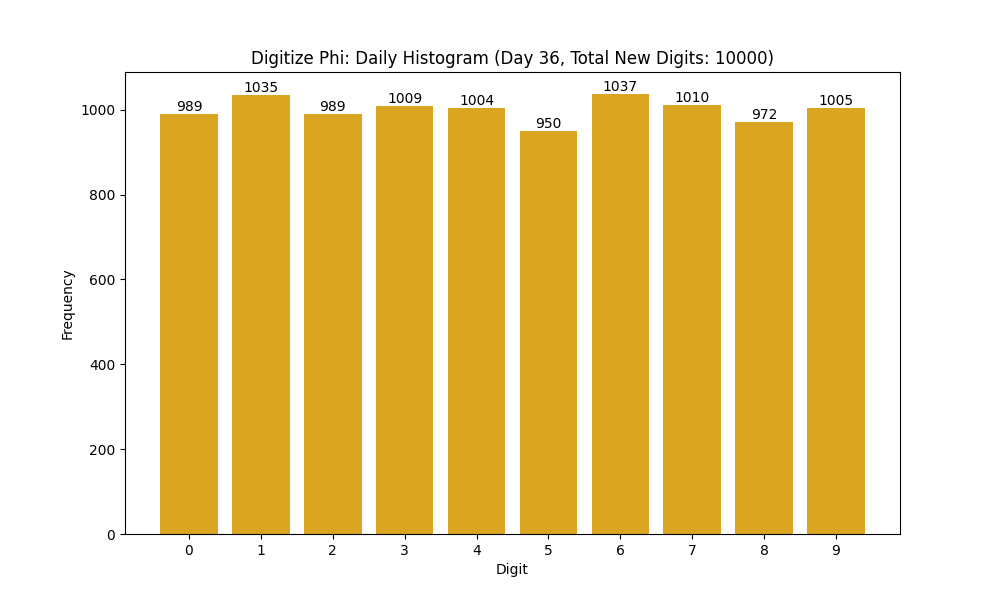 Digitize Phi: Daily Histogram (Day 36, Total New Digits: 10000)
989 1035 989 1009 1004 950 1037 1010 972 1005
1000
800
600
400
200
0
Frequency
0 1 2 3 4 5 6 7 8 9
Digit